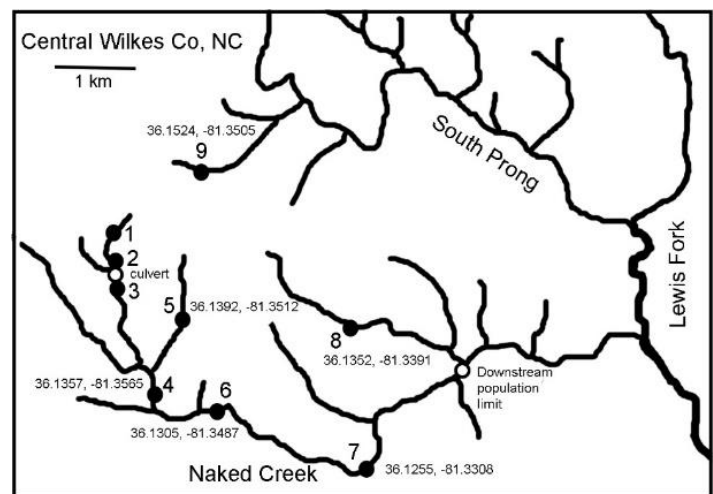 Central Wilkes Co, NC
1 km
South Prong
36.1524, -81.3505
9
1
2
culvert
3
Lewis Fork
5
36.1392, -81.3512
8
36.1352, -81.3391
Downstream
population
limit
36.1357, -81.3565
4
6
36.1305, -81.3487
7
36.1255, -81.3308
Naked Creek